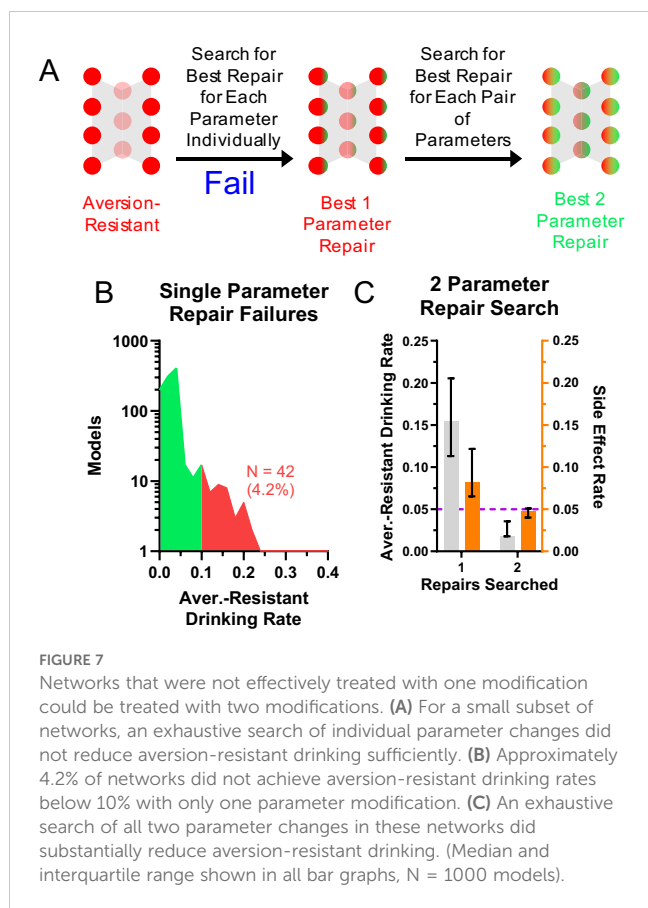 A
Search for
Best Repair
for Each
Parameter
Individually
Fail
Search for
Best Repair
for Each Pair
of
Parameters
Aversion-
Resistant
Best 1
Parameter
Repair
Best 2
Parameter
Repair
B
Single Parameter
Repair Failures
1000
100
10
1
Models
N = 42
(4.2%)
0.0 0.1 0.2 0.3 0.4
Aver.-Resistant
Drinking Rate
C
2 Parameter
Repair Search
Aver.-Resistant Drinking Rate
0.25
0.20
0.15
0.10
0.05
0.00
0.25
0.20
0.15
0.10
0.05
0.00
Side Effect Rate
1 2
Repairs Searched
FIGURE 7
Networks that were not effectively treated with one modification
could be treated with two modifications. (A) For a small subset of
networks, an exhaustive search of individual parameter changes did
not reduce aversion-resistant drinking sufficiently. (B) Approximately
4.2% of networks did not achieve aversion-resistant drinking rates
below 10% with only one parameter modification. (C) An exhaustive
search of all two parameter changes in these networks did
substantially reduce aversion-resistant drinking. (Median and
interquartile range shown in all bar graphs, N = 1000 models).